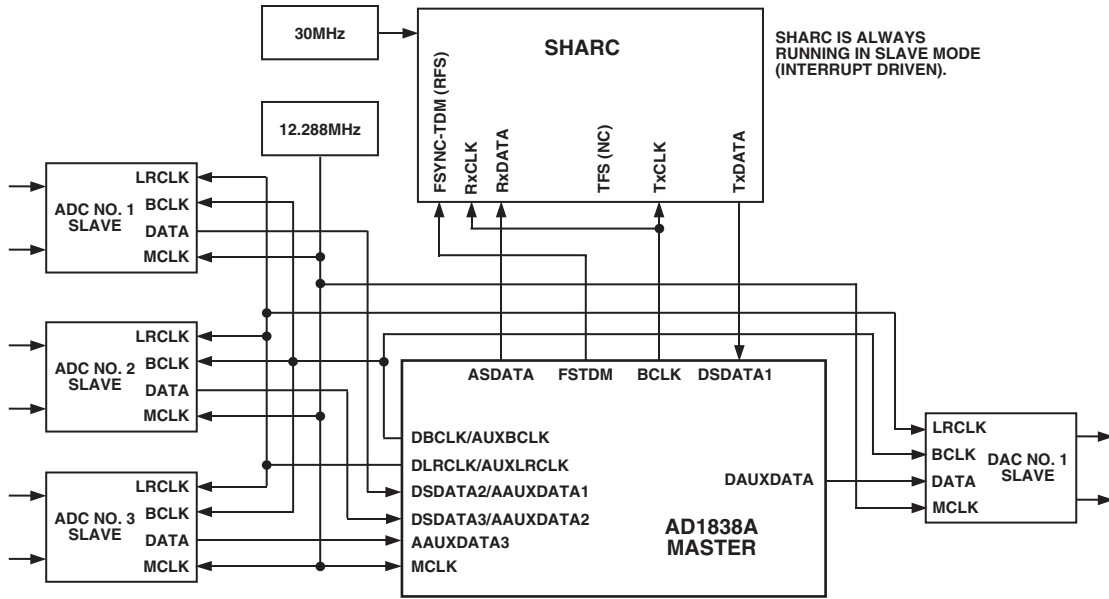 30MHz
SHARC
SHARC IS ALWAYS
RUNNING IN SLAVE MODE
(INTERRUPT DRIVEN).
12.288MHz
FSYNC-TDM (RFS)
RxCLK
RxDATA
TFS (NC)
TxCLK
TxDATA
ADC NO. 1
SLAVE
LRCLK
BCLK
DATA
MCLK
ADC NO. 2
SLAVE
LRCLK
BCLK
DATA
MCLK
ADC NO. 3
SLAVE
LRCLK
BCLK
DATA
MCLK
ASDATA
FSTDM
BCLK
DSDATA1
DBCLK/AUXBCLK
DLRCLK/AUXLRCLK
DSDATA2/AAUXDATA1
DSDATA3/AAUXDATA2
AAUXDATA3
MCLK
DAUXDATA
AD1838A
MASTER
LRCLK
BCLK
DATA
MCLK
DAC NO. 1
SLAVE